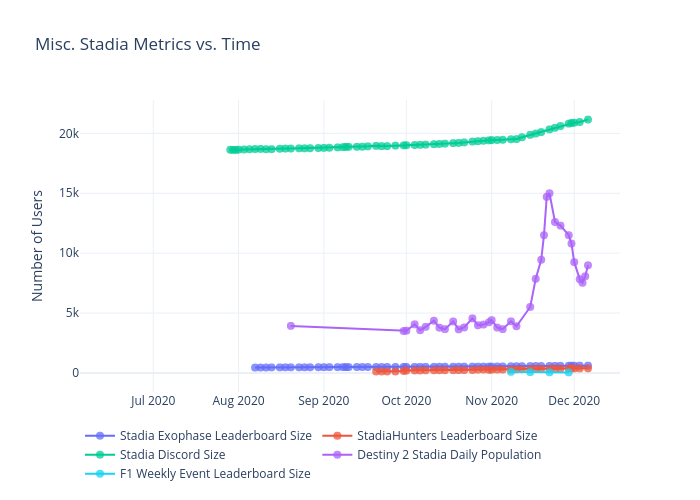 Misc. Stadia Metrics vs. Time
Number of Users
20k
15k
10k
5k
0
Jul 2020 Aug 2020 Sep 2020 Oct 2020 Nov 2020 Dec 2020
Stadia Exophase Leaderboard Size StadiaHunters Leaderboard Size
Stadia Discord Size Destiny 2 Stadia Daily Population
F1 Weekly Event Leaderboard Size